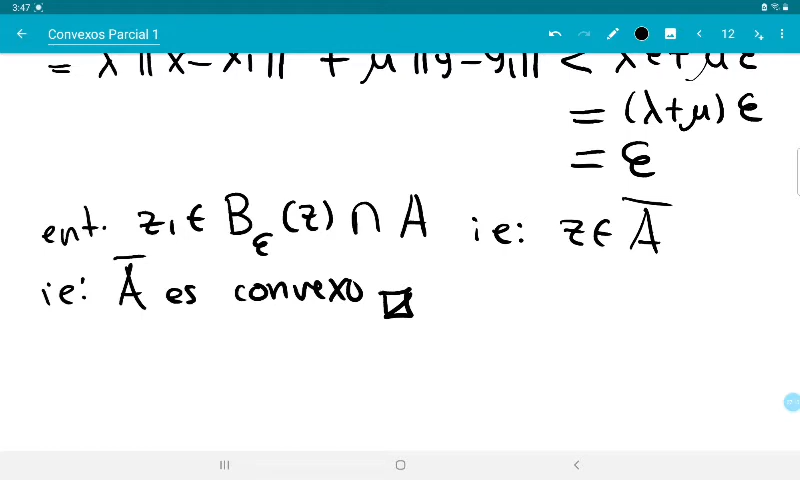 3:47
Convexos Parcial 1
12
= λ ||x - x₁|| + μ ||y - y₁|| < λε + με
= (λ+μ) ε
= ε
ent. z₁ ∈ B_ε(z) ∩ A ie: z ∈ A̅
ie: A̅ es convexo